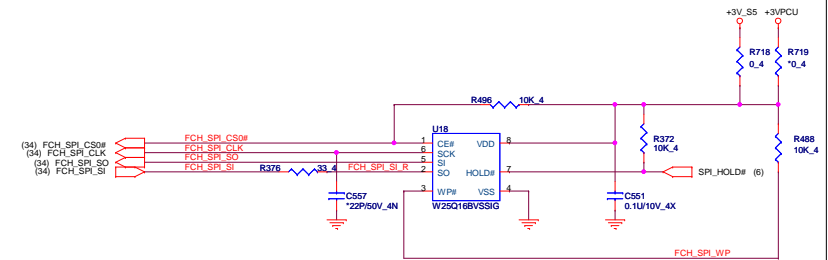 +3V_S5 +3VPCU
R718
0_4
R719
*0_4
R496 10K_4
U18
R372
10K_4
R488
10K_4
(34) FCH_SPI_CS0# FCH_SPI_CS0# 1 CE# VDD 8
(34) FCH_SPI_CLK FCH_SPI_CLK 6 SCK
(34) FCH_SPI_SO FCH_SPI_SO 5 SI
(34) FCH_SPI_SI FCH_SPI_SI R376 33_4 FCH_SPI_SI_R 2 SO HOLD# 7 SPI_HOLD# (6)
3 WP# VSS 4
W25Q16BVSSIG
C557
*22P/50V_4N
C551
0.1U/10V_4X
FCH_SPI_WP